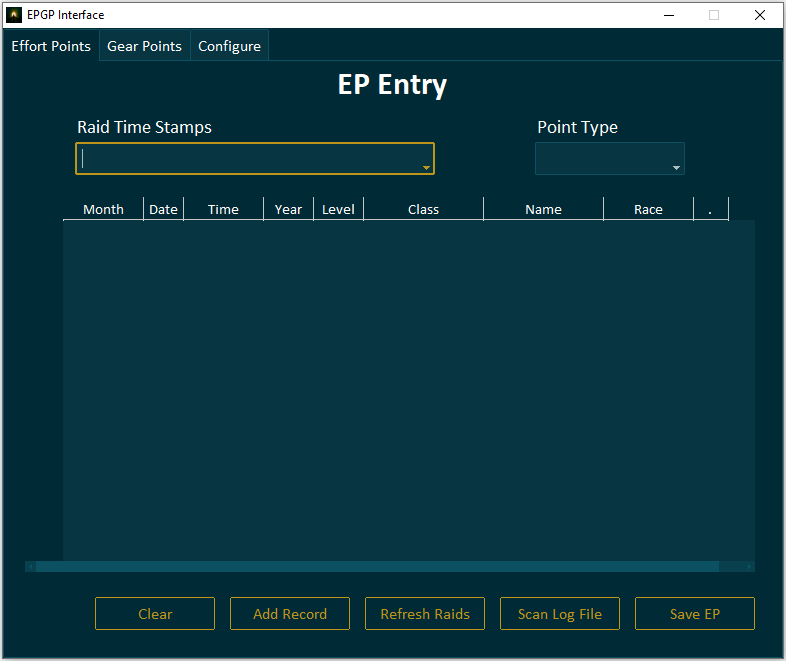 EPGP Interface
Effort Points Gear Points Configure
EP Entry
Raid Time Stamps Point Type
Month Date Time Year Level Class Name Race .
Clear Add Record Refresh Raids Scan Log File Save EP